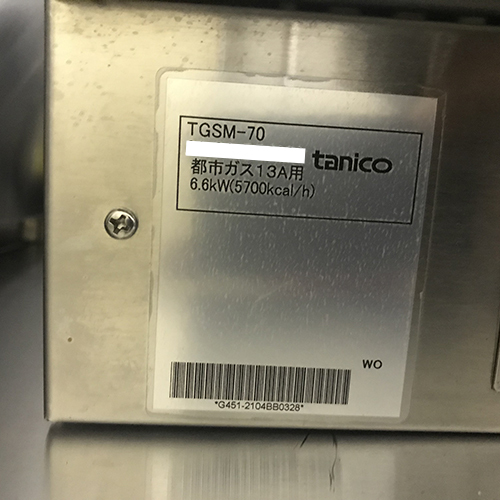 TGSM-70
tanico
都市ガス13A用
6.6kW(5700kcal/h)
WO
*G451-2104BB0328*